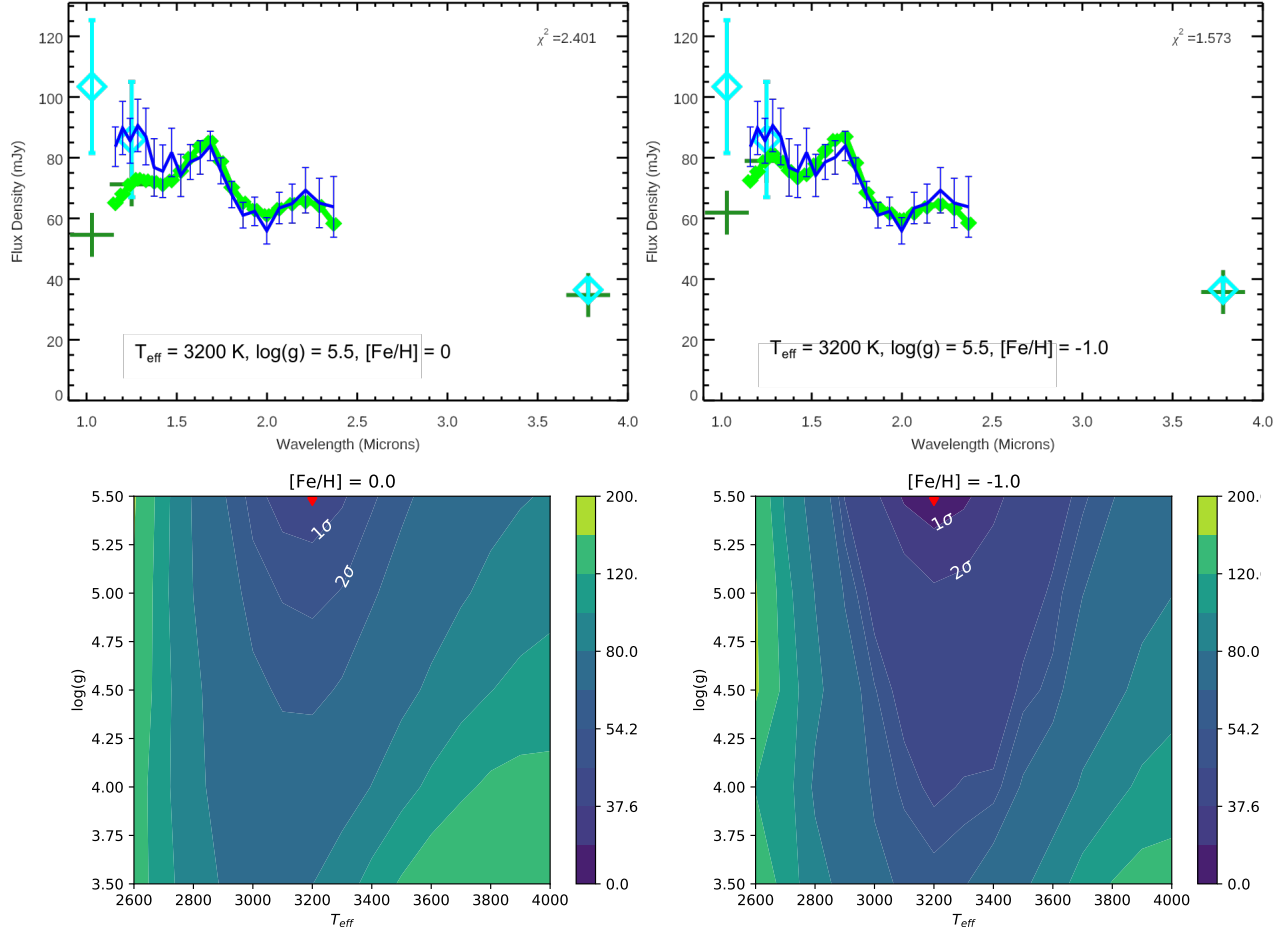 χ² =2.401
120
100
80
60
40
20
0
Flux Density (mJy)
T_eff = 3200 K, log(g) = 5.5, [Fe/H] = 0
1.0 1.5 2.0 2.5 3.0 3.5 4.0
Wavelength (Microns)
χ² =1.573
120
100
80
60
40
20
0
Flux Density (mJy)
T_eff = 3200 K, log(g) = 5.5, [Fe/H] = -1.0
1.0 1.5 2.0 2.5 3.0 3.5 4.0
Wavelength (Microns)
[Fe/H] = 0.0
5.50
5.25
5.00
4.75
4.50
4.25
4.00
3.75
3.50
log(g)
1σ
2σ
2600 2800 3000 3200 3400 3600 3800 4000
T_eff
200.
120.
80.0
54.2
37.6
0.0
[Fe/H] = -1.0
5.50
5.25
5.00
4.75
4.50
4.25
4.00
3.75
3.50
log(g)
1σ
2σ
2600 2800 3000 3200 3400 3600 3800 4000
T_eff
200.
120.
80.0
54.2
37.6
0.0